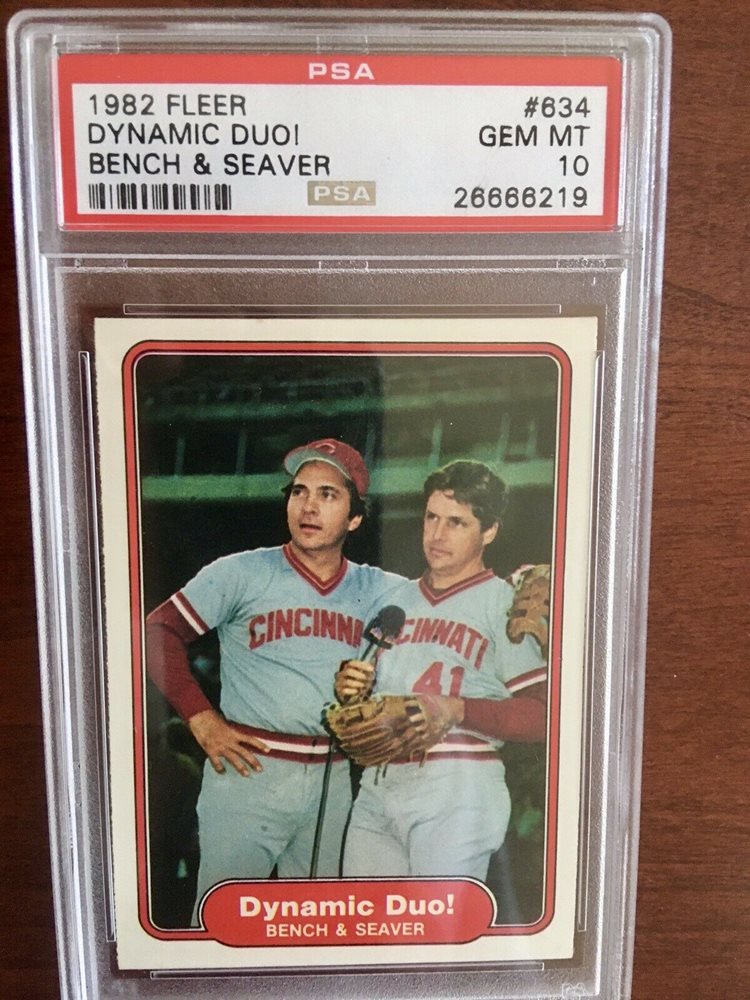 PSA
1982 FLEER #634
DYNAMIC DUO! GEM MT
BENCH & SEAVER 10
PSA 26666219
CINCINNA
CINNATI
41
Dynamic Duo!
BENCH & SEAVER